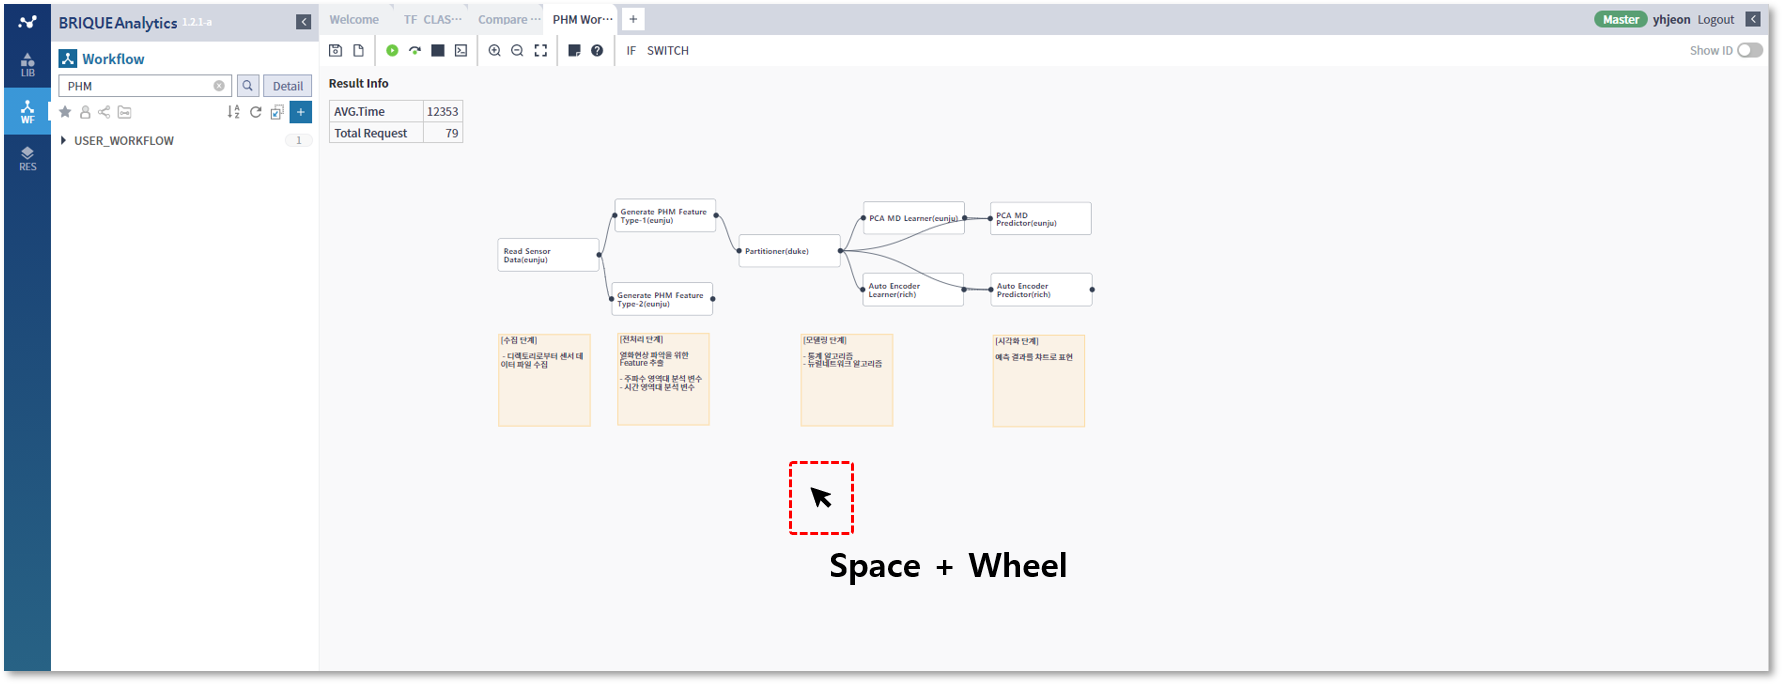 BRIQUEAnalytics 1.2.1-a
Welcome
TF CLAS···
Compare ···
PHM Wor···
+
Master yhjeon Logout
LIB
WF
RES
Workflow
PHM
Detail
USER_WORKFLOW 1
IF SWITCH
Show ID
Result Info
AVG.Time 12353
Total Request 79
Read Sensor
Data(eunju)
Generate PHM Feature
Type-1(eunju)
Generate PHM Feature
Type-2(eunju)
Partitioner(duke)
PCA MD Learner(eunju)
PCA MD
Predictor(eunju)
Auto Encoder
Learner(rich)
Auto Encoder
Predictor(rich)
[수집 단계]
- 디렉토리로부터 센서 데
이터 파일 수집
[전처리 단계]
열화현상 파악을 위한
Feature 추출
- 주파수 영역대 분석 변수
- 시간 영역대 분석 변수
[모델링 단계]
- 통계 알고리즘
- 뉴럴네트워크 알고리즘
[시각화 단계]
예측 결과를 차트로 표현
Space + Wheel